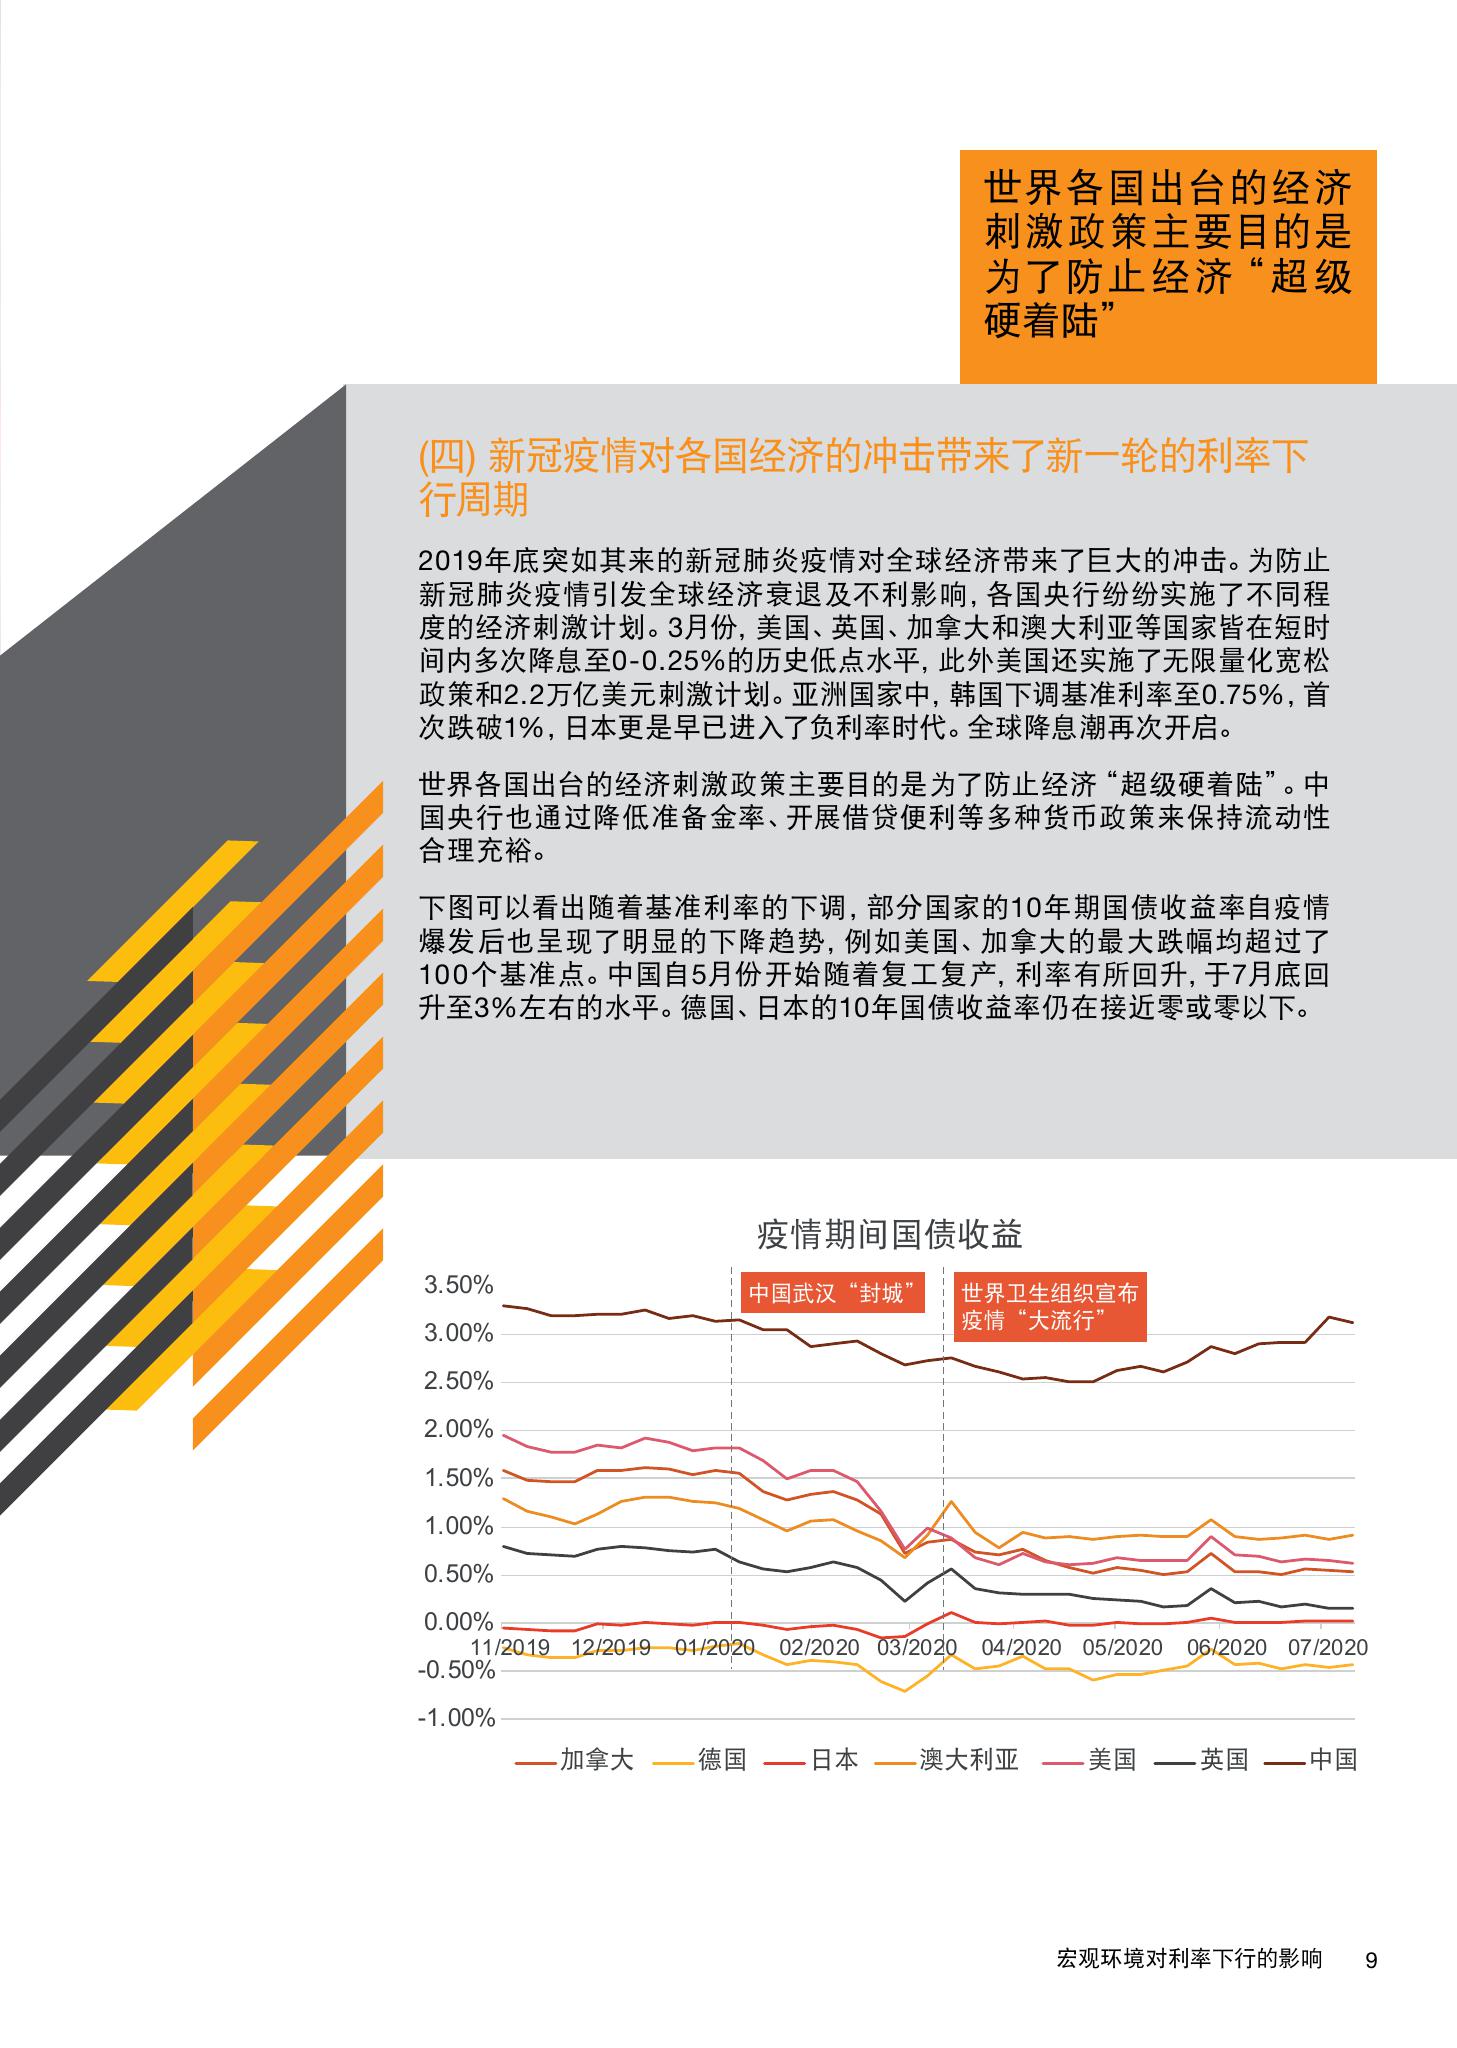 世界各国出台的经济
刺激政策主要目的是
为了防止经济“超级
硬着陆”
(四) 新冠疫情对各国经济的冲击带来了新一轮的利率下
行周期
2019年底突如其来的新冠肺炎疫情对全球经济带来了巨大的冲击。为防止
新冠肺炎疫情引发全球经济衰退及不利影响,各国央行纷纷实施了不同程
度的经济刺激计划。3月份,美国、英国、加拿大和澳大利亚等国家皆在短时
间内多次降息至0-0.25%的历史低点水平,此外美国还实施了无限量化宽松
政策和2.2万亿美元刺激计划。亚洲国家中,韩国下调基准利率至0.75%,首
次跌破1%,日本更是早已进入了负利率时代。全球降息潮再次开启。
世界各国出台的经济刺激政策主要目的是为了防止经济“超级硬着陆”。中
国央行也通过降低准备金率、开展借贷便利等多种货币政策来保持流动性
合理充裕。
下图可以看出随着基准利率的下调,部分国家的10年期国债收益率自疫情
爆发后也呈现了明显的下降趋势,例如美国、加拿大的最大跌幅均超过了
100个基准点。中国自5月份开始随着复工复产,利率有所回升,于7月底回
升至3%左右的水平。德国、日本的10年国债收益率仍在接近零或零以下。
疫情期间国债收益
3.50%
3.00%
2.50%
2.00%
1.50%
1.00%
0.50%
0.00%
-0.50%
-1.00%
中国武汉“封城”
世界卫生组织宣布
疫情“大流行”
11/2019 12/2019 01/2020 02/2020 03/2020 04/2020 05/2020 06/2020 07/2020
加拿大 德国 日本 澳大利亚 美国 英国 中国
宏观环境对利率下行的影响 9